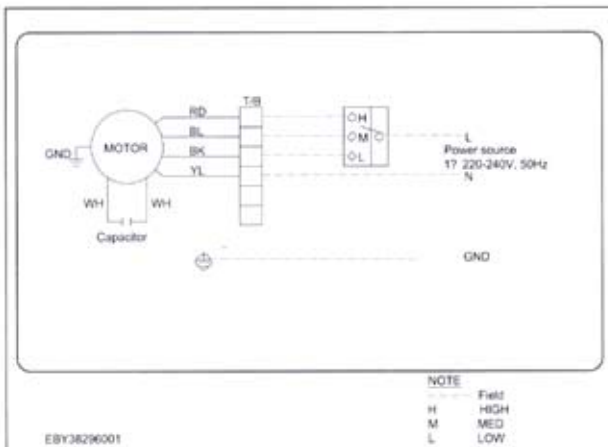 T/B
RD
BL
BK
YL
GND
MOTOR
WH WH
Capacitor
H
M
L
L
Power source
1? 220-240V, 50Hz
N
GND
NOTE
Field
H HIGH
M MED
L LOW
EBY38296001